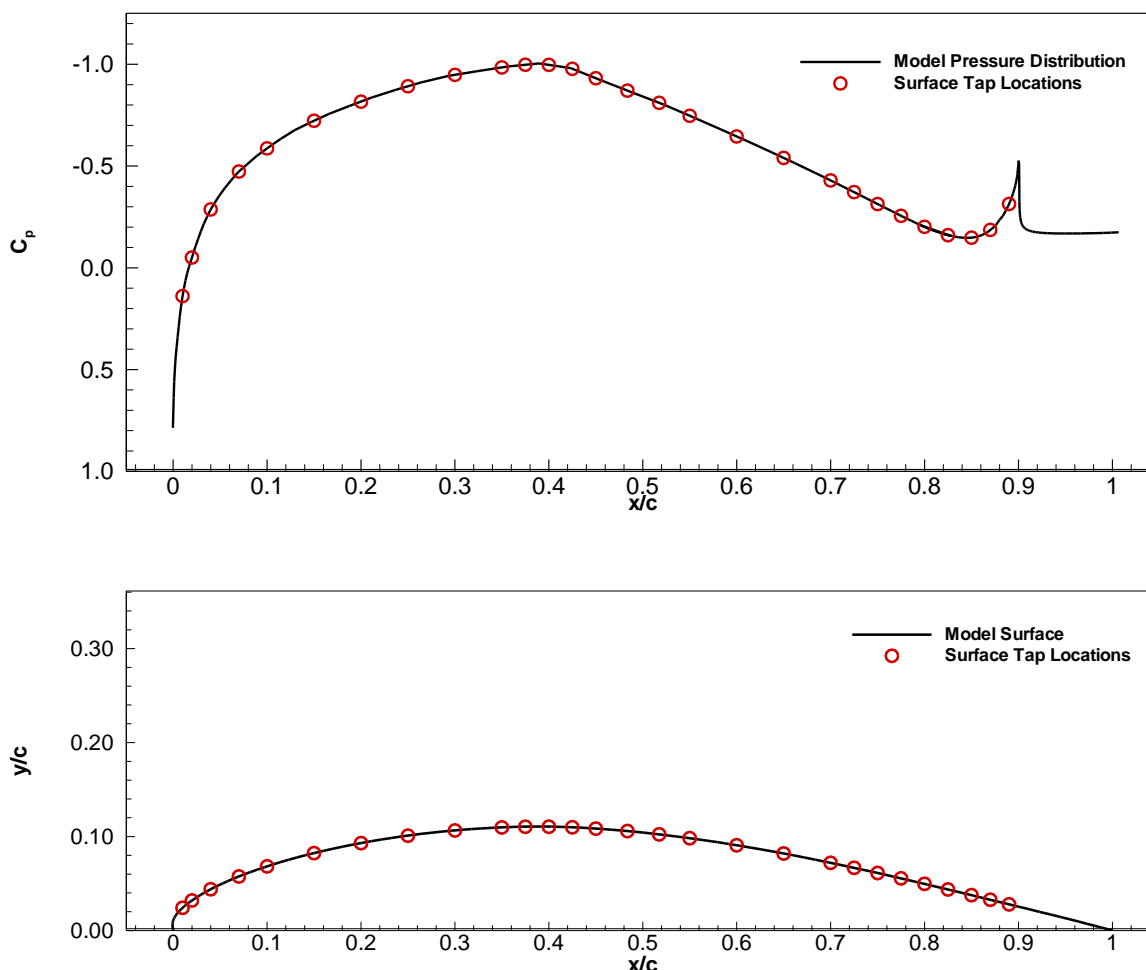 -1.0
-0.5
0.0
0.5
1.0
Cp
Model Pressure Distribution
Surface Tap Locations
0 0.1 0.2 0.3 0.4 0.5 0.6 0.7 0.8 0.9 1
x/c
0.30
0.20
0.10
0.00
y/c
Model Surface
Surface Tap Locations
0 0.1 0.2 0.3 0.4 0.5 0.6 0.7 0.8 0.9 1
x/c